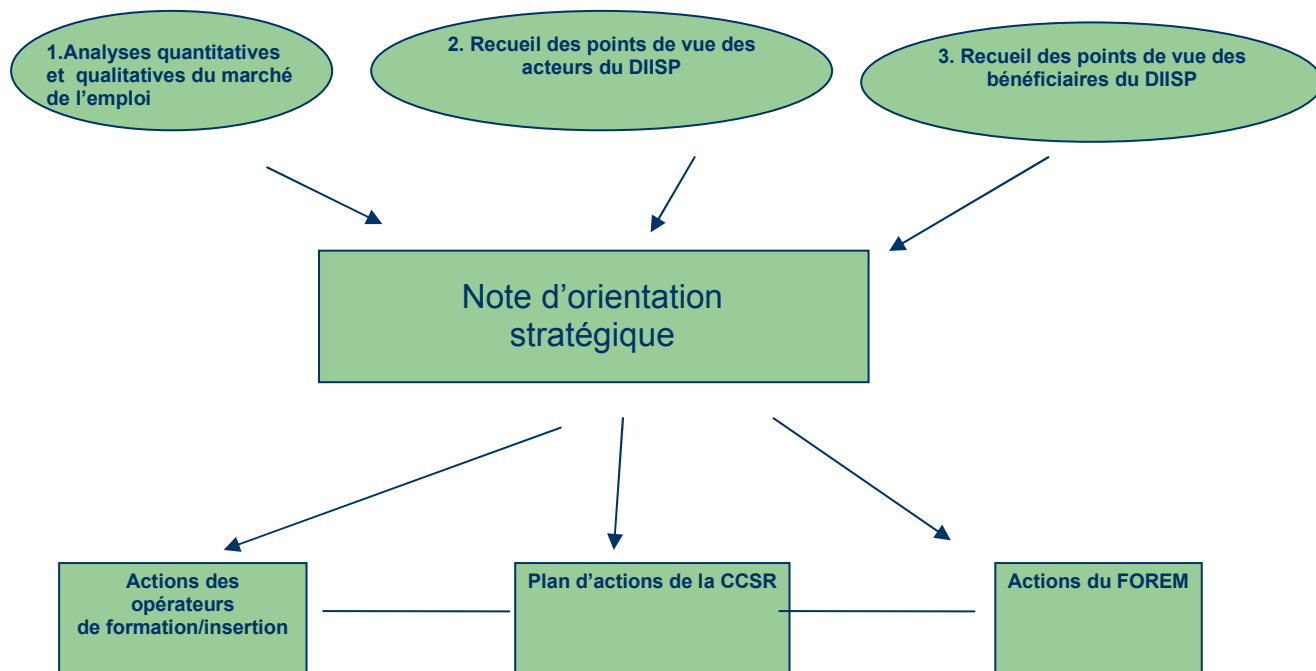 1.Analyses quantitatives
et qualitatives du marché
de l’emploi
2. Recueil des points de vue des
acteurs du DIISP
3. Recueil des points de vue des
bénéficiaires du DIISP
Note d’orientation
stratégique
Actions des
opérateurs
de formation/insertion
Plan d’actions de la CCSR
Actions du FOREM